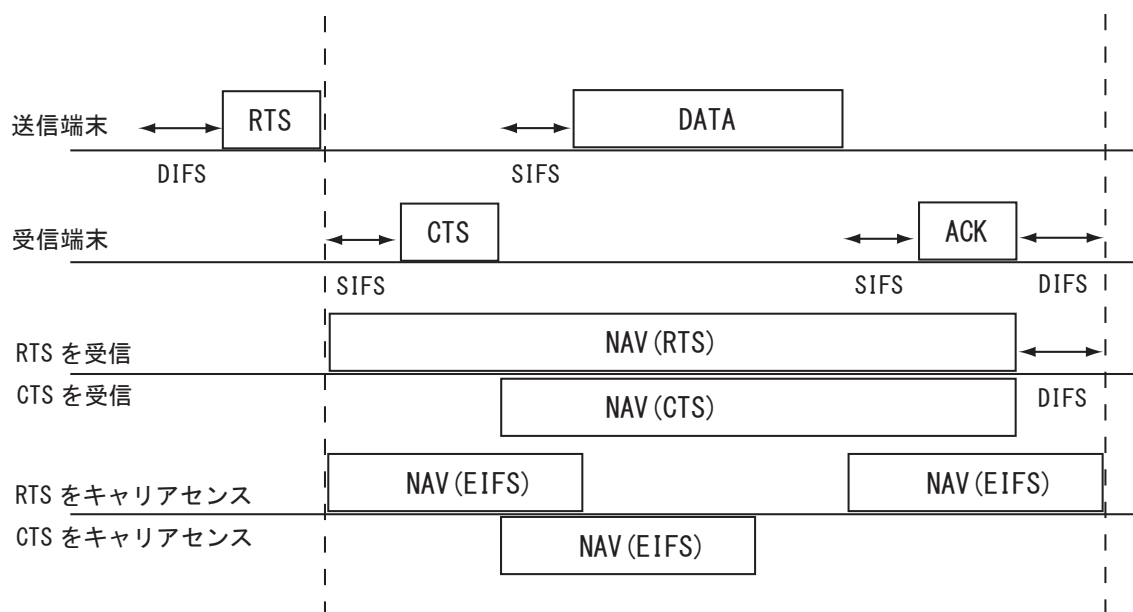 送信端末
RTS
DATA
DIFS
SIFS
受信端末
CTS
ACK
SIFS
SIFS
DIFS
RTS を受信
NAV(RTS)
CTS を受信
NAV(CTS)
DIFS
RTS をキャリアセンス
NAV(EIFS)
NAV(EIFS)
CTS をキャリアセンス
NAV(EIFS)